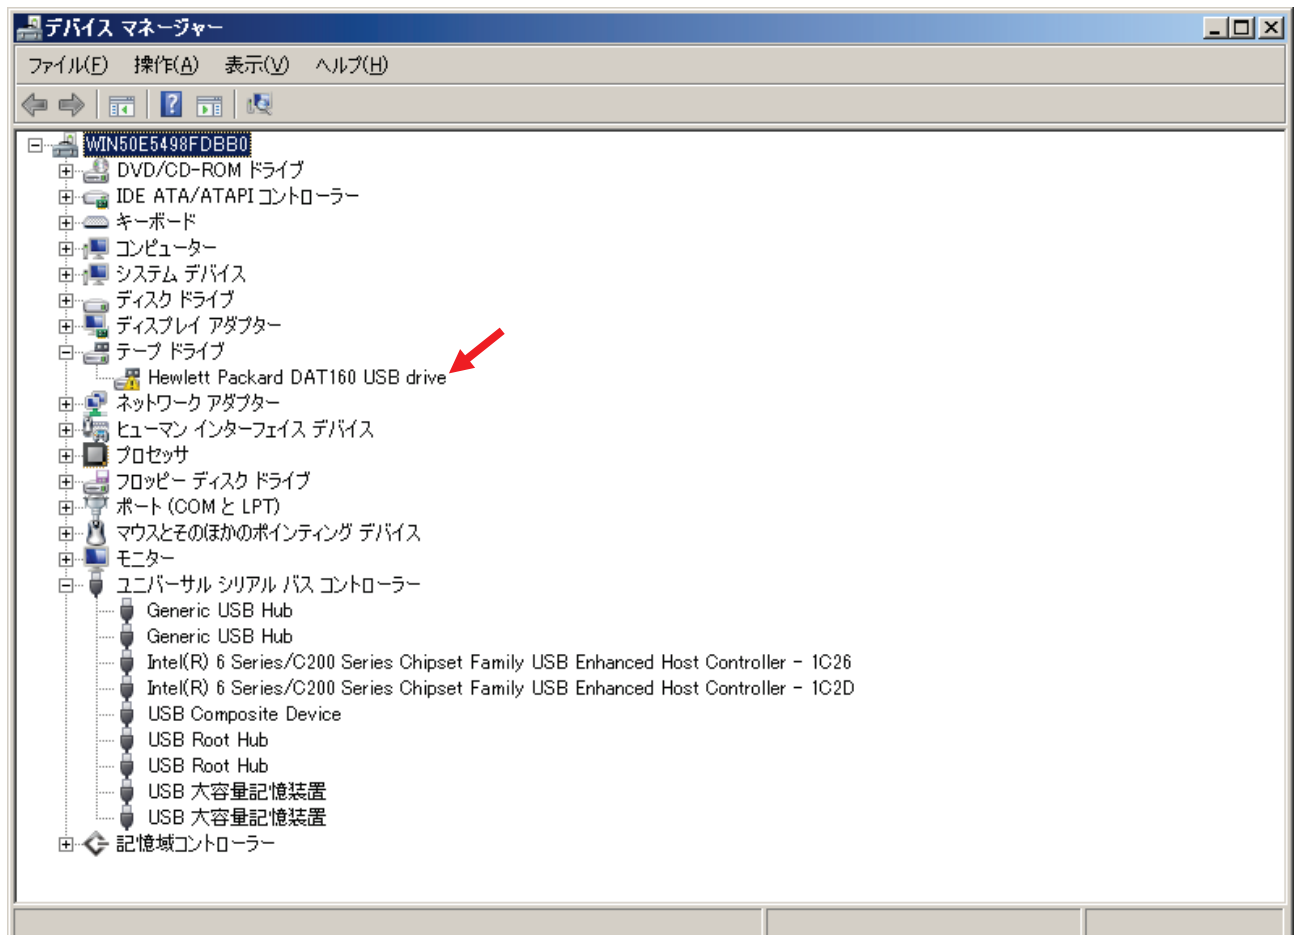 デバイス マネージャー
ファイル(F) 操作(A) 表示(V) ヘルプ(H)
WIN50E5498FDBB0
DVD/CD-ROM ドライブ
IDE ATA/ATAPI コントローラー
キーボード
コンピューター
システム デバイス
ディスク ドライブ
ディスプレイ アダプター
テープ ドライブ
Hewlett Packard DAT160 USB drive
ネットワーク アダプター
ヒューマン インターフェイス デバイス
プロセッサ
フロッピー ディスク ドライブ
ポート (COM と LPT)
マウスとそのほかのポインティング デバイス
モニター
ユニバーサル シリアル バス コントローラー
Generic USB Hub
Generic USB Hub
Intel(R) 6 Series/C200 Series Chipset Family USB Enhanced Host Controller - 1C26
Intel(R) 6 Series/C200 Series Chipset Family USB Enhanced Host Controller - 1C2D
USB Composite Device
USB Root Hub
USB Root Hub
USB 大容量記憶装置
USB 大容量記憶装置
記憶域コントローラー